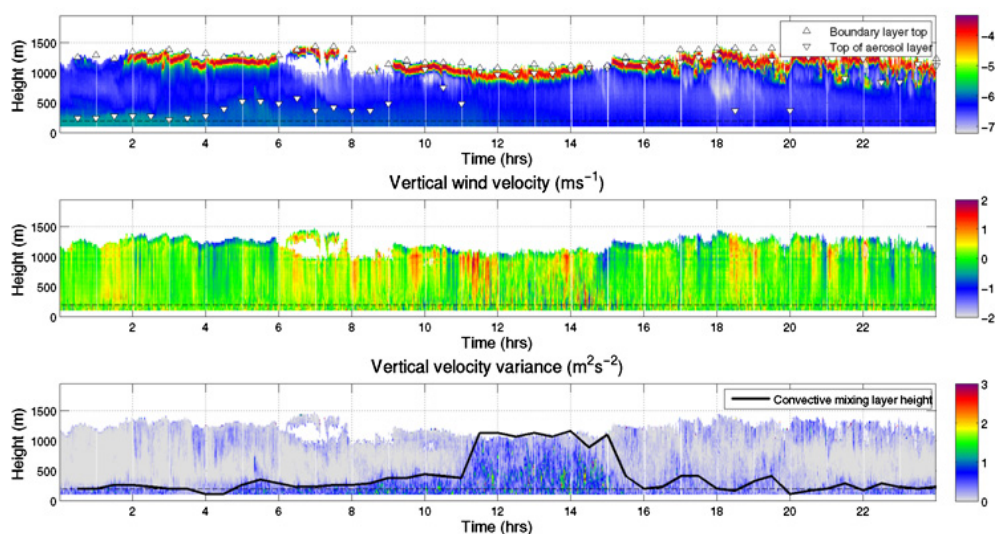 1500
1000
500
0
Height (m)
Boundary layer top
Top of aerosol layer
-4
-5
-6
-7
2 4 6 8 10 12 14 16 18 20 22
Time (hrs)
Vertical wind velocity (ms⁻¹)
1500
1000
500
0
Height (m)
2
1
0
-1
-2
2 4 6 8 10 12 14 16 18 20 22
Time (hrs)
Vertical velocity variance (m²s⁻²)
1500
1000
500
0
Height (m)
Convective mixing layer height
3
2
1
0
2 4 6 8 10 12 14 16 18 20 22
Time (hrs)